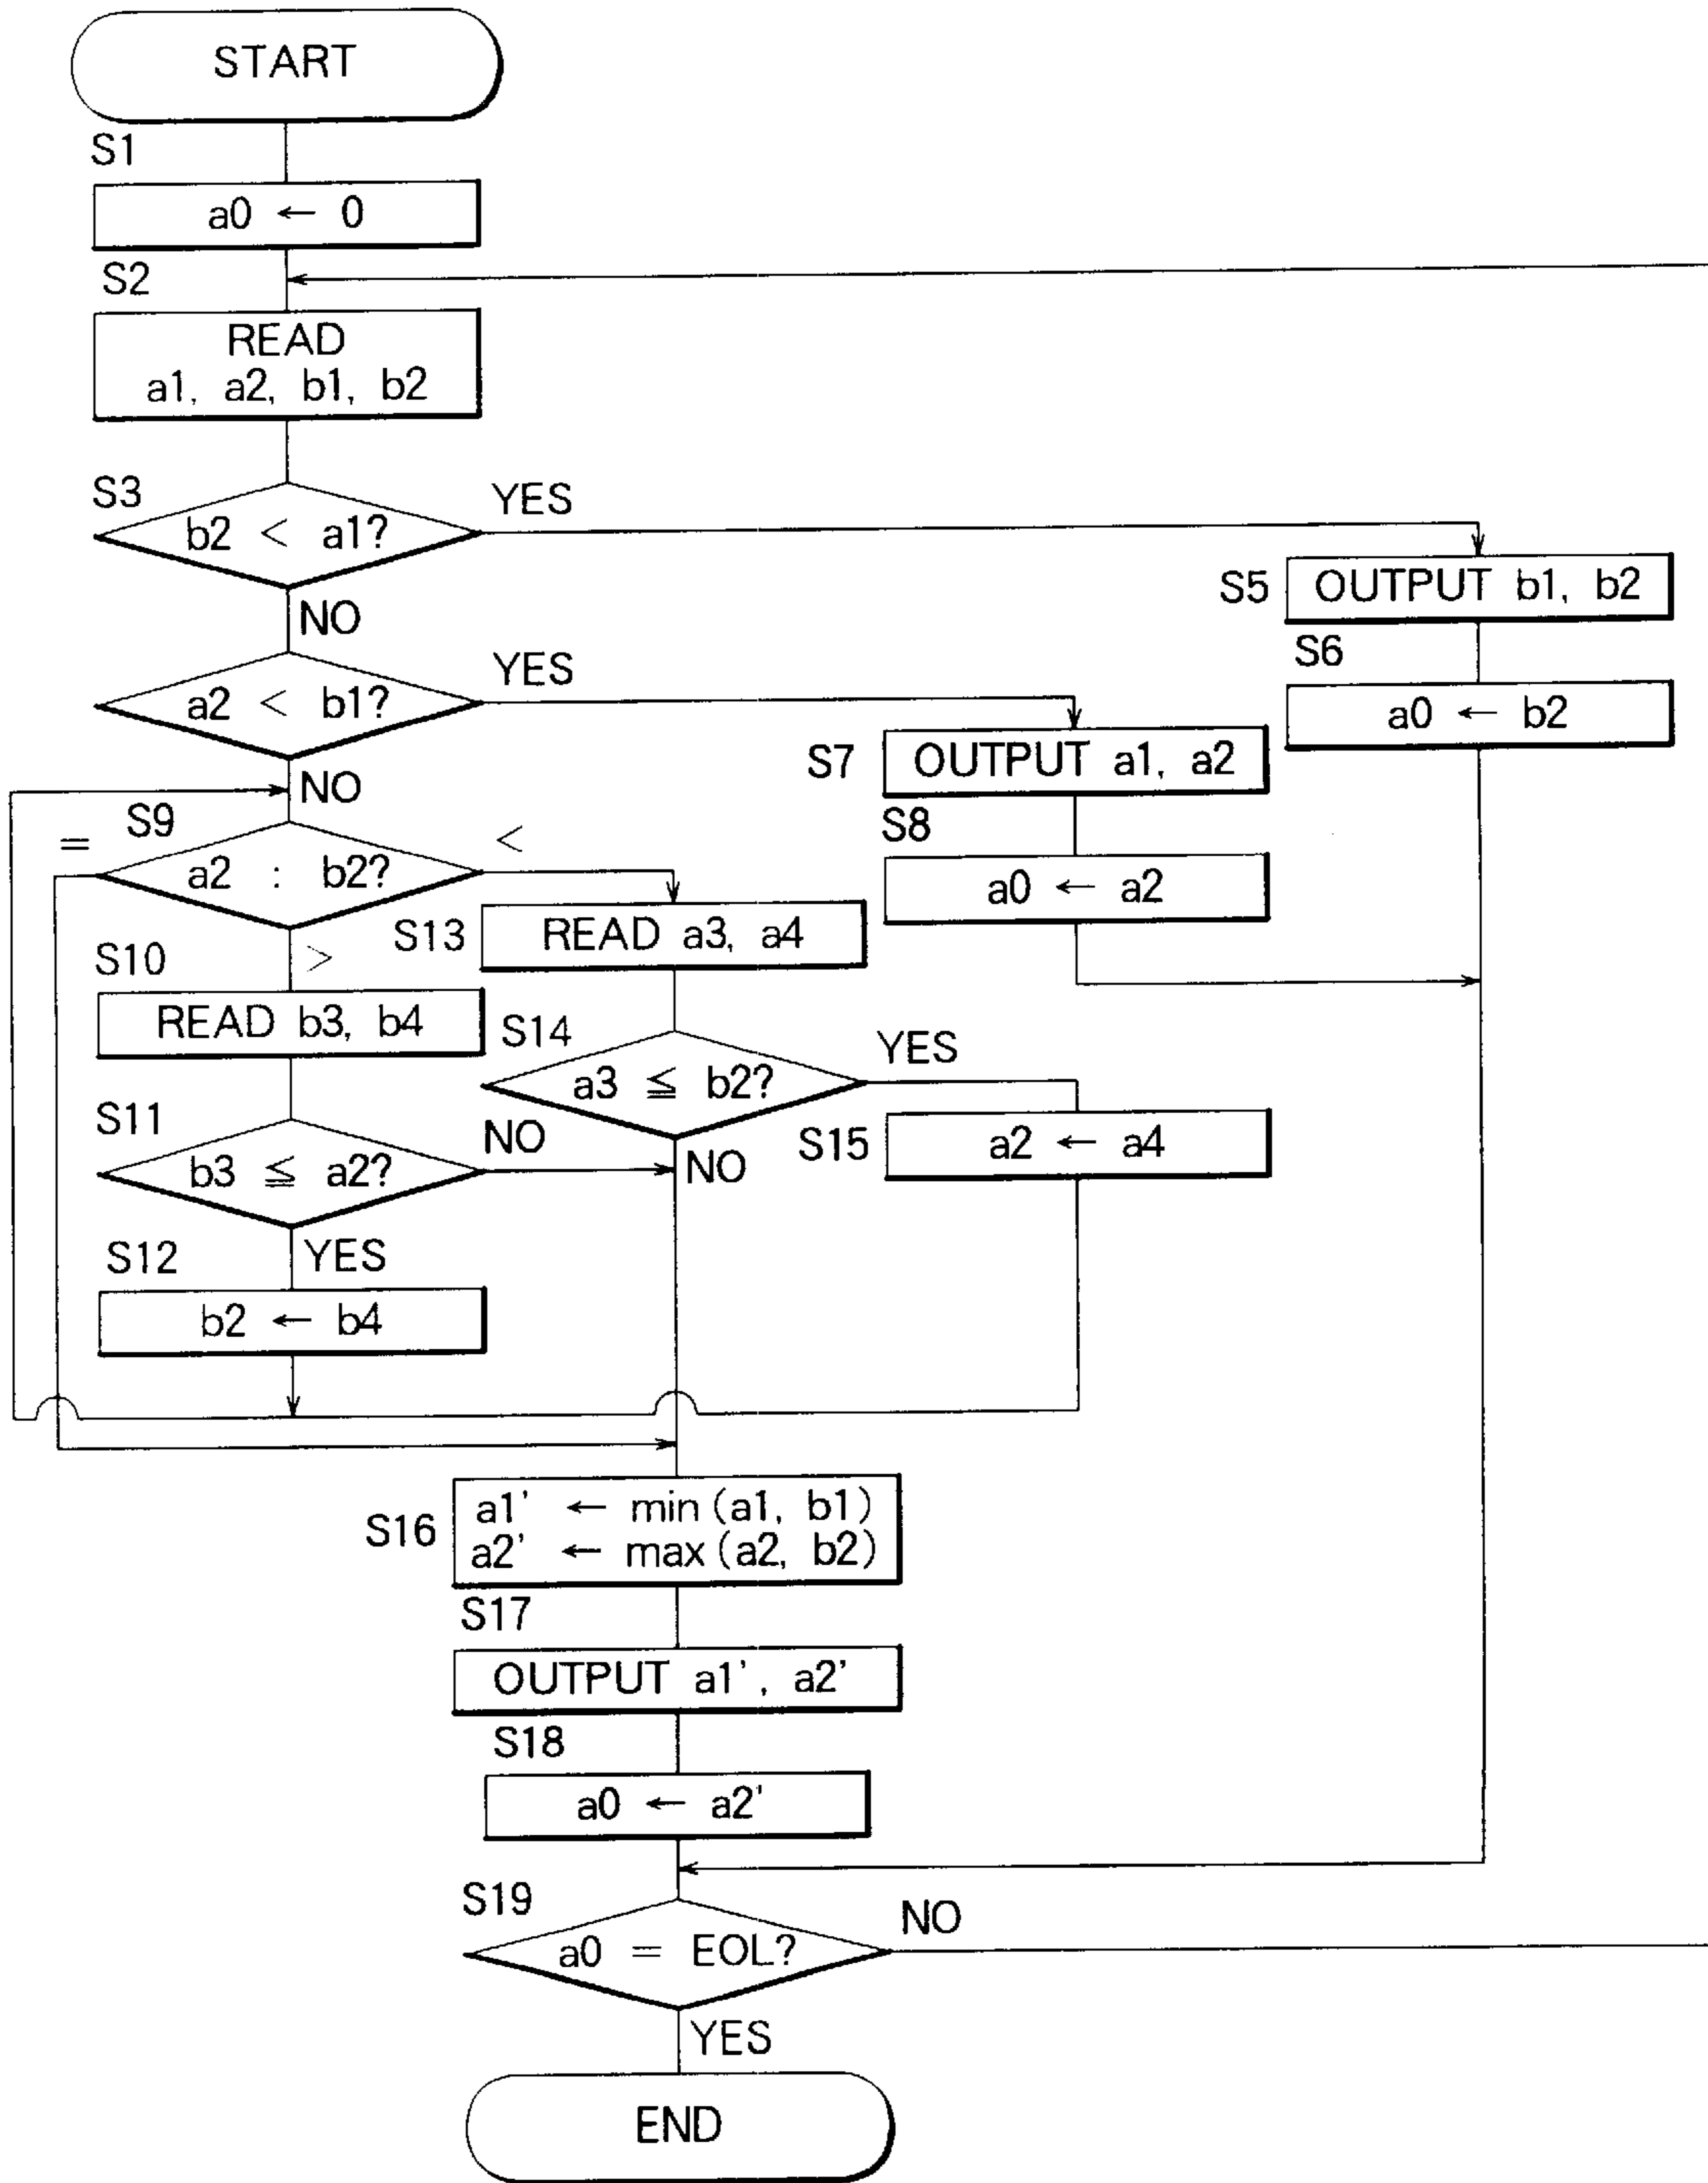 START
S1
a0 ← 0
S2
READ
a1, a2, b1, b2
S3
b2 < a1?
YES
NO
S5
OUTPUT b1, b2
S6
a0 ← b2
a2 < b1?
YES
NO
S7
OUTPUT a1, a2
S8
a0 ← a2
S9
=
a2 : b2?
<
>
S13
READ a3, a4
S10
READ b3, b4
S14
a3 ≦ b2?
YES
NO
S15
a2 ← a4
S11
b3 ≦ a2?
NO
YES
S12
b2 ← b4
S16
a1' ← min (a1, b1)
a2' ← max (a2, b2)
S17
OUTPUT a1', a2'
S18
a0 ← a2'
S19
a0 = EOL?
NO
YES
END